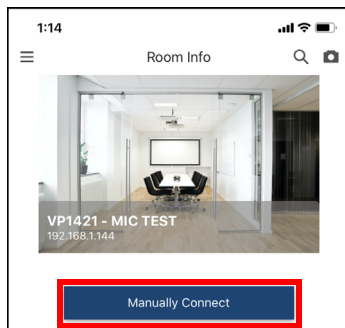 1:14
Room Info
VP1421 - MIC TEST
192.168.1.144
Manually Connect